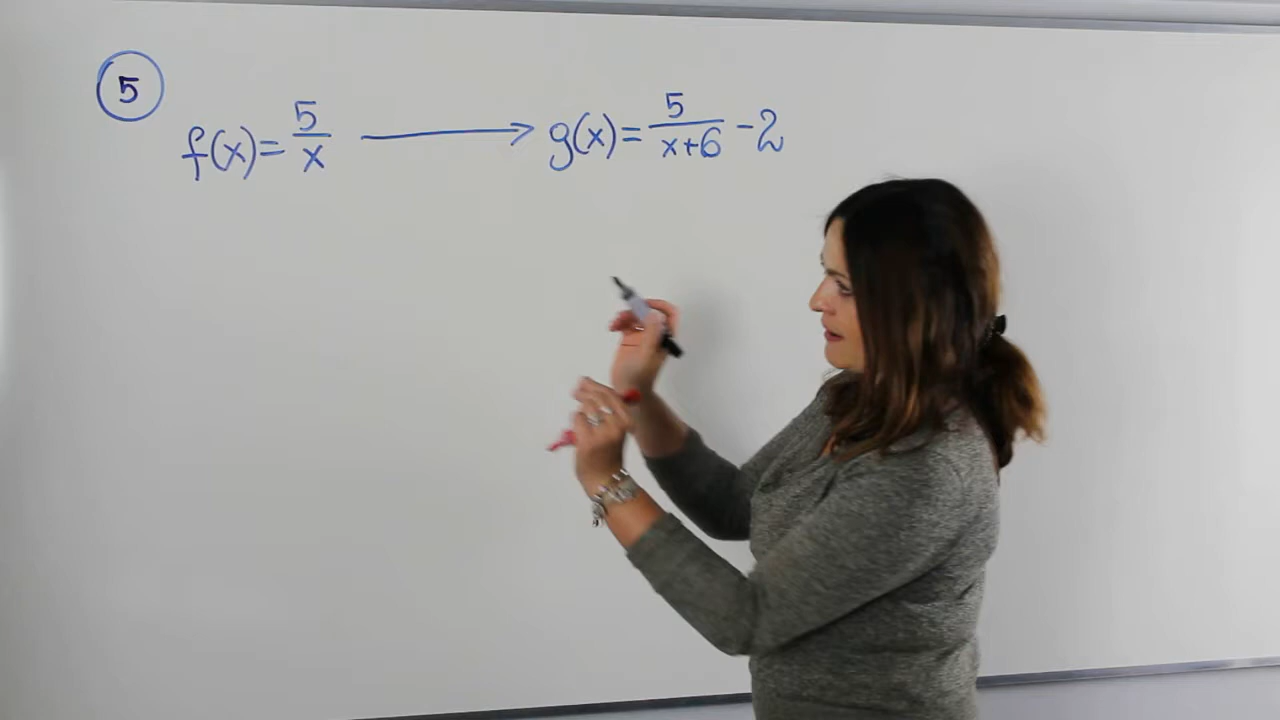 5
f(x)= 5/x ⟶ g(x)= 5/(x+6) -2